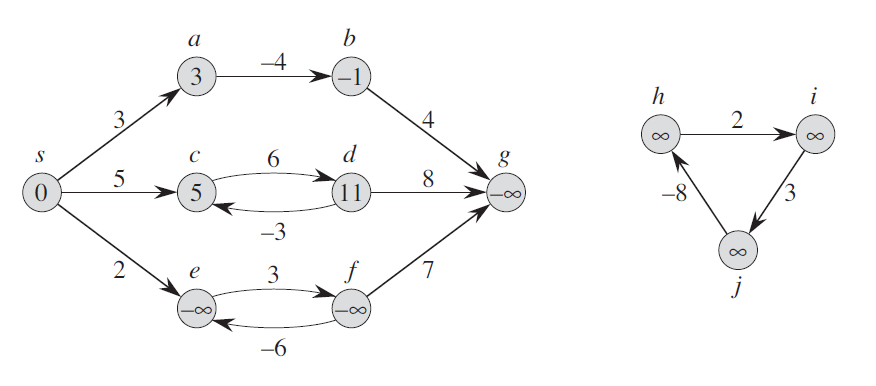 a b
3 –4 –1
h i
3 4
∞ 2 ∞
s c 6 d g
0 5 5 11 8 –∞
–8 3
–3
∞
2 e 3 f 7
j
–∞ –∞
–6